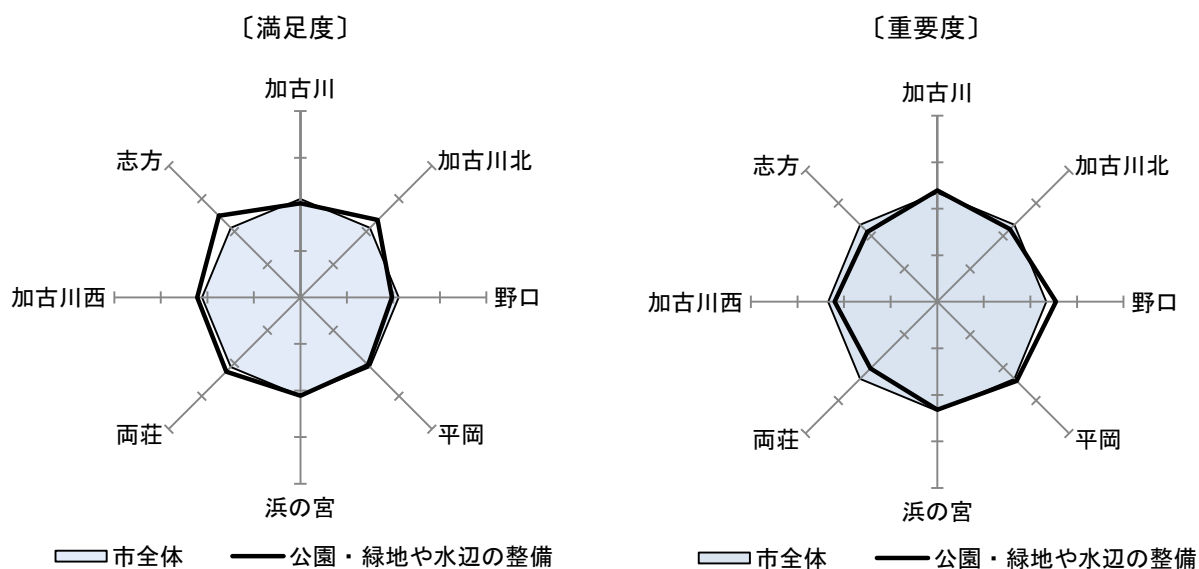 〔満足度〕
加古川
加古川北
野口
平岡
浜の宮
両荘
加古川西
志方
市全体 公園・緑地や水辺の整備
〔重要度〕
加古川
加古川北
野口
平岡
浜の宮
両荘
加古川西
志方
市全体 公園・緑地や水辺の整備